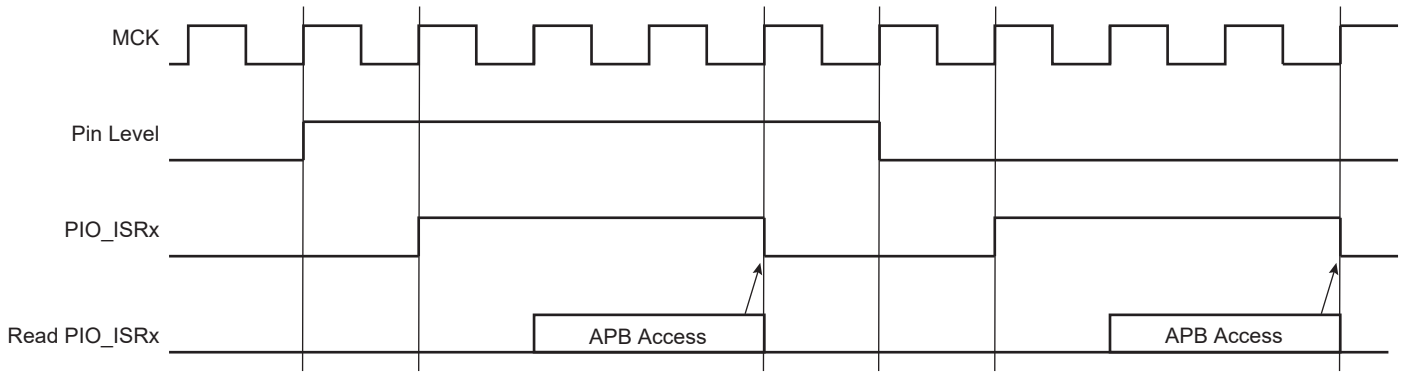 MCK
Pin Level
PIO_ISRx
Read PIO_ISRx
APB Access
APB Access